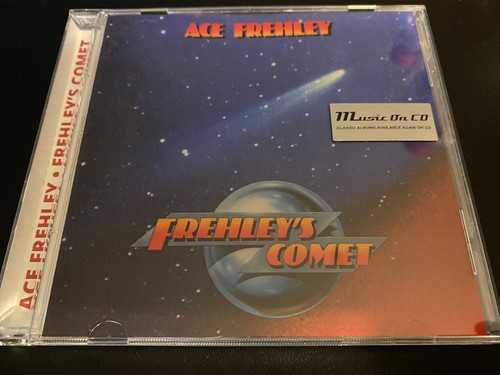 ACE FREHLEY
Music On CD
CLASSIC ALBUMS AVAILABLE AGAIN ON CD
FREHLEY'S
COMET
ACE FREHLEY • FREHLEY'S COMET